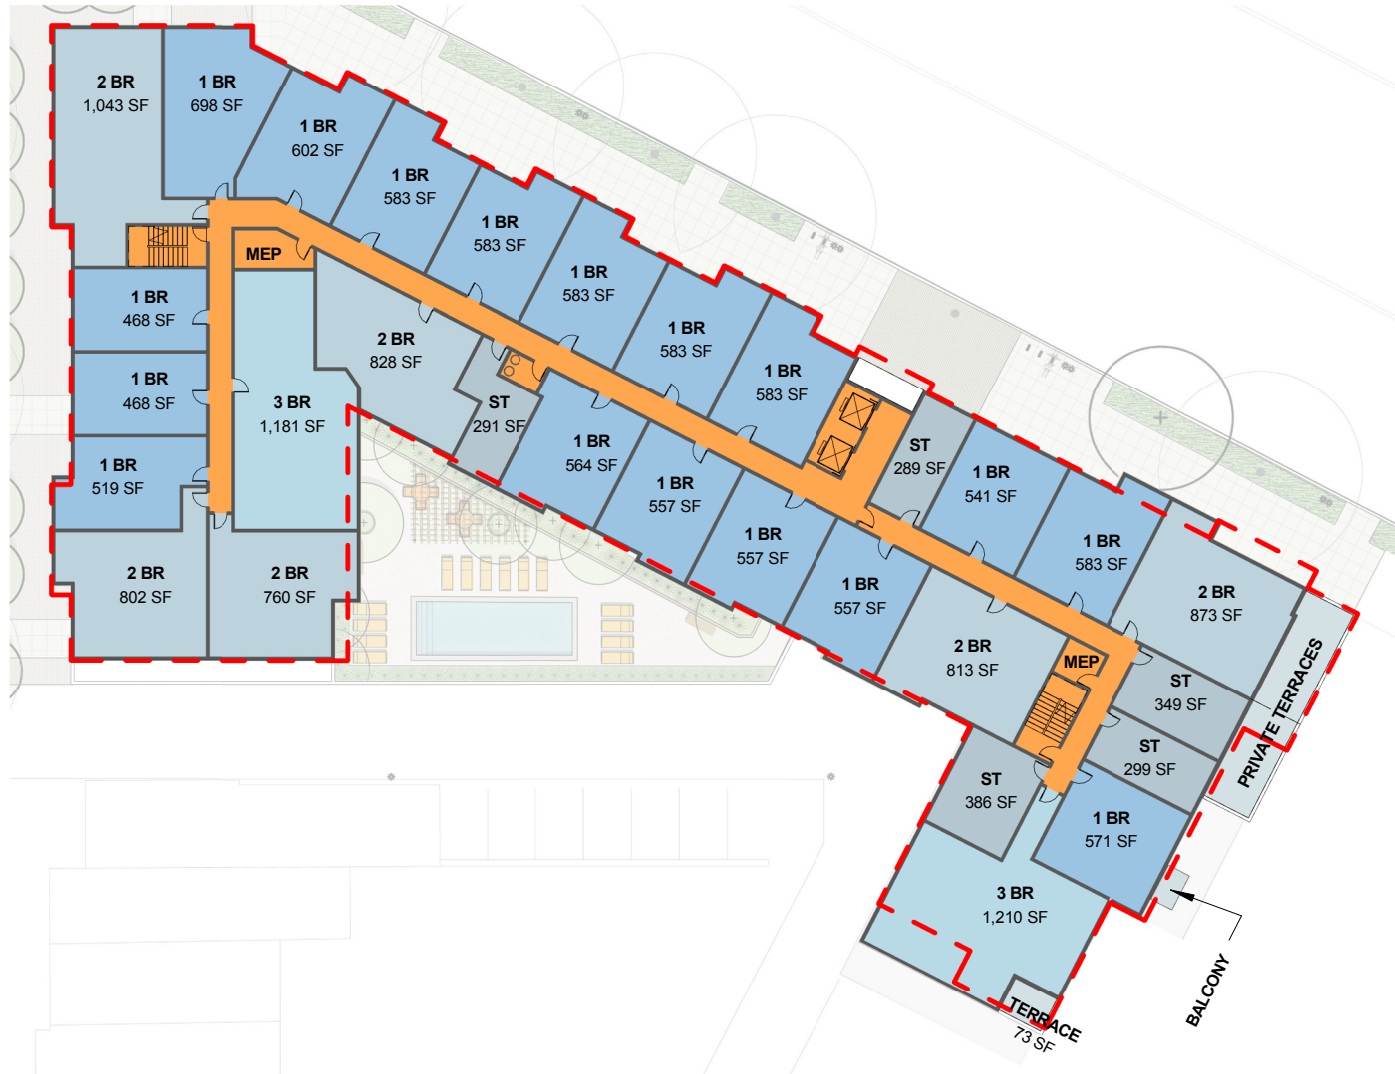 2 BR
1,043 SF
1 BR
698 SF
1 BR
602 SF
1 BR
583 SF
1 BR
583 SF
1 BR
583 SF
1 BR
583 SF
1 BR
583 SF
MEP
1 BR
468 SF
1 BR
468 SF
1 BR
519 SF
2 BR
802 SF
2 BR
760 SF
3 BR
1,181 SF
2 BR
828 SF
ST
291 SF
1 BR
564 SF
1 BR
557 SF
1 BR
557 SF
1 BR
557 SF
ST
289 SF
1 BR
541 SF
1 BR
583 SF
2 BR
873 SF
2 BR
813 SF
MEP
ST
349 SF
ST
299 SF
ST
386 SF
1 BR
571 SF
3 BR
1,210 SF
PRIVATE TERRACES
BALCONY
TERRACE
73 SF